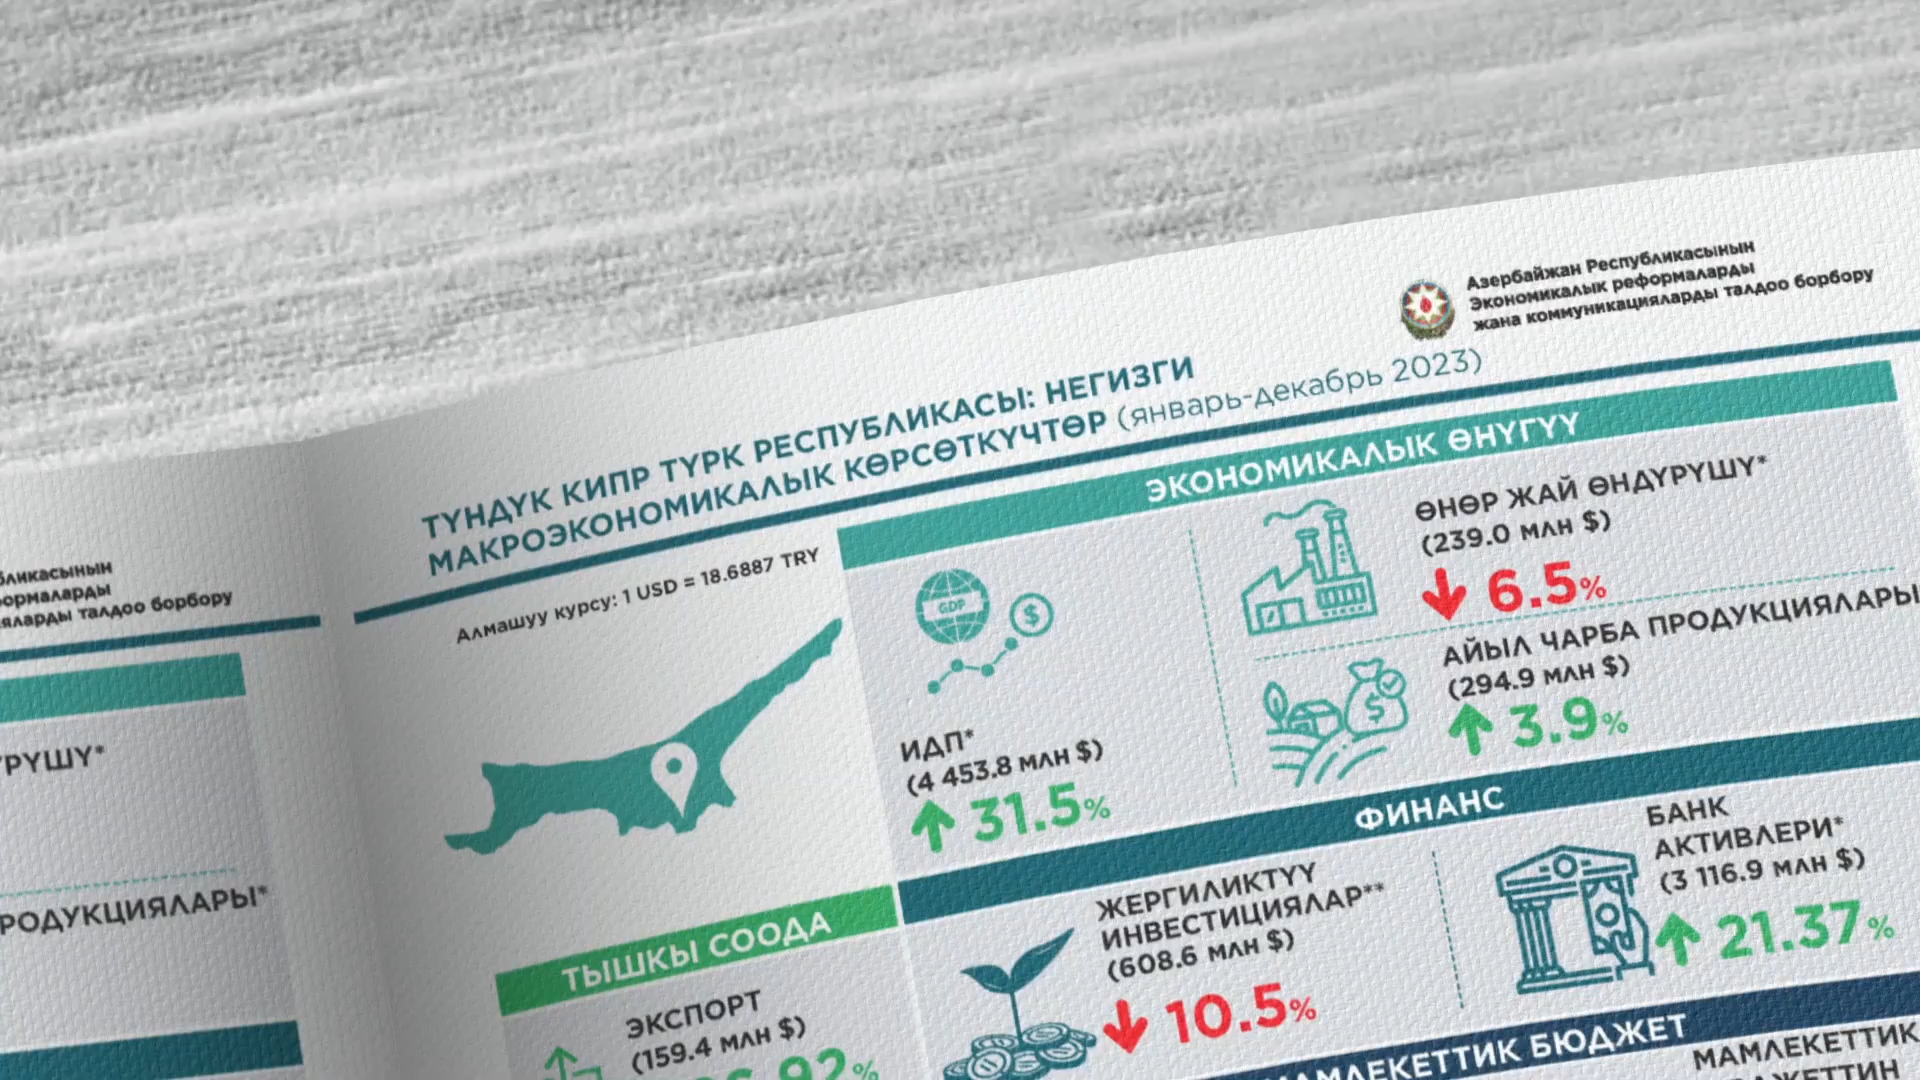 Азербайжан Республикасынын
Экономикалык реформаларды
жана коммуникацияларды талдоо борбору
ТҮНДҮК КИПР ТҮРК РЕСПУБЛИКАСЫ: НЕГИЗГИ
МАКРОЭКОНОМИКАЛЫК КӨРСӨТКҮЧТӨР (январь-декабрь 2023)
Алмашуу курсу: 1 USD = 18.6887 TRY
ЭКОНОМИКАЛЫК ӨНҮГҮҮ
GDP
$
ИДП*
(4 453.8 МЛН $)
31.5%
ӨНӨР ЖАЙ ӨНДҮРҮШҮ*
(239.0 МЛН $)
6.5%
АЙЫЛ ЧАРБА ПРОДУКЦИЯЛАРЫ
(294.9 МЛН $)
$
3.9%
ФИНАНС
ЖЕРГИЛИКТҮҮ
ИНВЕСТИЦИЯЛАР**
(608.6 МЛН $)
10.5%
БАНК
АКТИВЛЕРИ*
(3 116.9 МЛН $)
21.37%
ТЫШКЫ СООДА
ЭКСПОРТ
(159.4 МЛН $)
.92%
МАМЛЕКЕТТИК БЮДЖЕТ
МАМЛЕКЕТТИК
бликасынын
ормаларды
яларды талдоо борбору
РҮШҮ*
РОДУКЦИЯЛАРЫ*